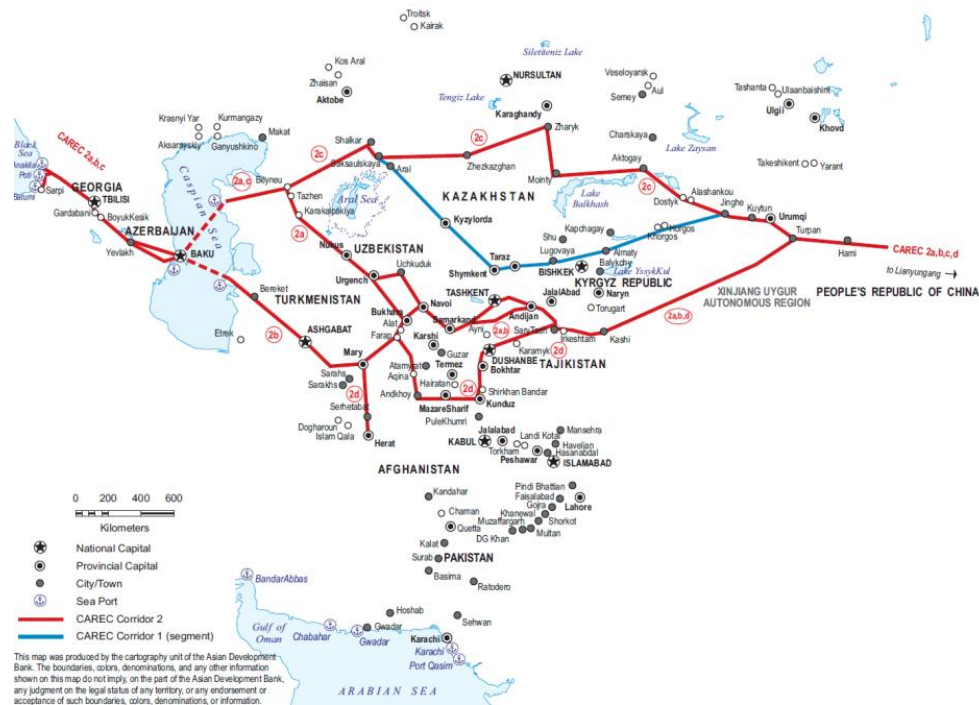 Troitsk
Kairak
Siletiteniz Lake
Kos Aral
Zhaisan
Aktobe
NURSULTAN
Tengiz Lake
Karaghandy
Veseloyarsk
Aul
Semey
Tashanta
Ulaanbaishint
Ulgii
Khovd
Krasnyi Yar
Kurmangazy
Aksarayskiy
Ganyushkino
Makat
Shalkar
2c
Zharyk
Charskaya
Lake Zaysan
Takeshikent
Yarant
Black
Sea
CAREC 2a,b,c
Anaklia
Poti
Batumi
Sarpi
GEORGIA
TBILISI
Gardabani
BoyukKesik
AZERBAIJAN
Yevlakh
BAKU
Caspian Sea
2a,c
Beyneu
2c
Saksaulskaya
Aral
Zhezkazghan
Mointy
Aktogay
2c
Dostyk
Alashankou
KAZAKHSTAN
Lake
Balkhash
Tazhen
Karakalpakiya
Aral Sea
2a
Kyzylorda
Jinghe
Kuytun
Urumqi
Turpan
Hami
CAREC 2a,b,c,d
to Lianyungang
PEOPLE'S REPUBLIC OF CHINA
Nukus
UZBEKISTAN
Urgench
Uchkuduk
Shymkent
Taraz
Shu
Lugovaya
Kapchagay
Khorgos
Horgos
Almaty
BISHKEK
Balykchy
Lake YssykKul
KYRGYZ REPUBLIC
Naryn
Torugart
XINJIANG UYGUR
AUTONOMOUS REGION
2a,b,d
Bereket
TURKMENISTAN
Etrek
2b
ASHGABAT
Bukhara
Navoi
TASHKENT
JalalAbad
Andijan
Samarkand
Alat
Farap
Karshi
Ayni
2a,b
SaryTash
Irkeshtam
Kashi
2d
Karamyk
TAJIKISTAN
DUSHANBE
Bokhtar
Mary
Guzar
Atamyrat
Termez
Aqina
Hairatan
Andkhoy
2d
Shirkhan Bandar
MazareSharif
Kunduz
Sarahs
Sarakhs
2d
Serhetabat
Dogharoun
Islam Qala
Herat
PuleKhumri
Jalalabad
KABUL
Torkham
Landi Kotal
Peshawar
Mansehra
Havelian
Hasanabdal
ISLAMABAD
AFGHANISTAN
Kandahar
Chaman
Quetta
Kalat
Surab
PAKISTAN
Basima
Ratodero
Pindi Bhattian
Faisalabad
Gojra
Lahore
Khanewal
Muzaffargarh
Shorkot
DG Khan
Multan
BandarAbbas
Hoshab
Gwadar
Sehwan
Gulf of
Oman
Chabahar
Gwadar
Karachi
Karachi
Port Qasim
ARABIAN SEA
0 200 400 600
Kilometers
National Capital
Provincial Capital
City/Town
Sea Port
CAREC Corridor 2
CAREC Corridor 1 (segment)
This map was produced by the cartography unit of the Asian Development
Bank. The boundaries, colors, denominations, and any other information
shown on this map do not imply, on the part of the Asian Development Bank,
any judgment on the legal status of any territory, or any endorsement or
acceptance of such boundaries, colors, denominations, or information.